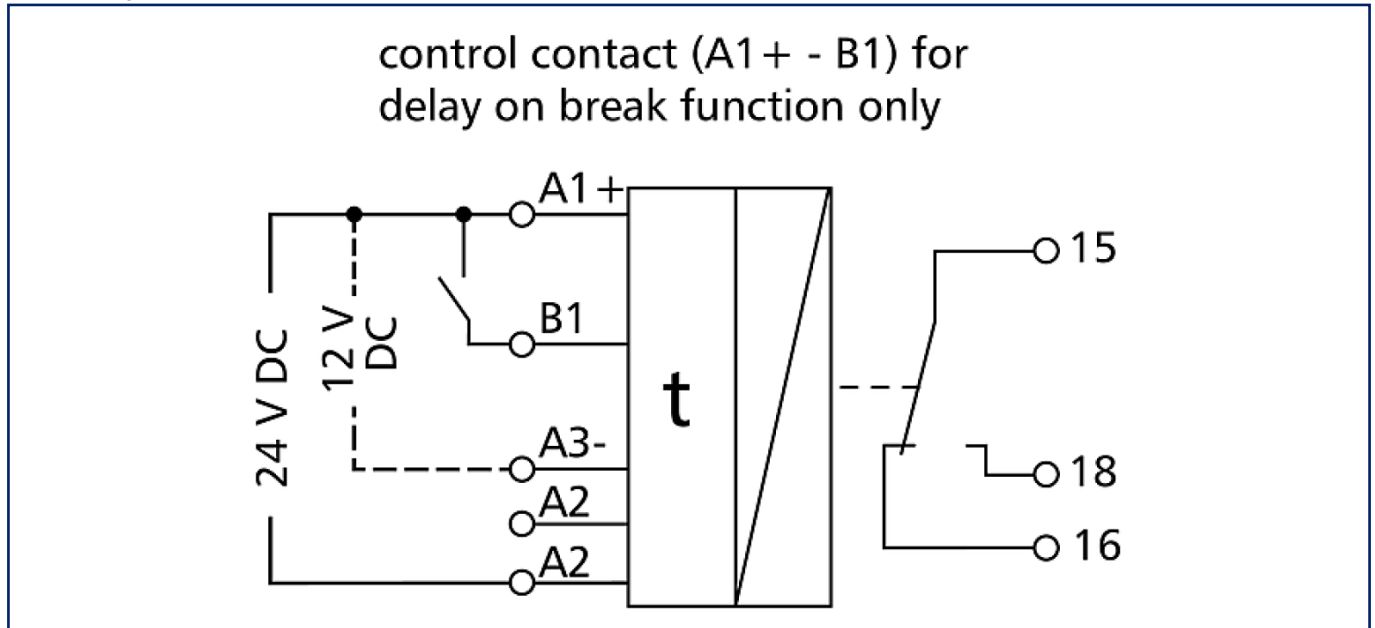 control contact (A1+ - B1) for
delay on break function only
A1+
15
B1
12 V
DC
24 V DC
t
A3-
18
A2
16
A2